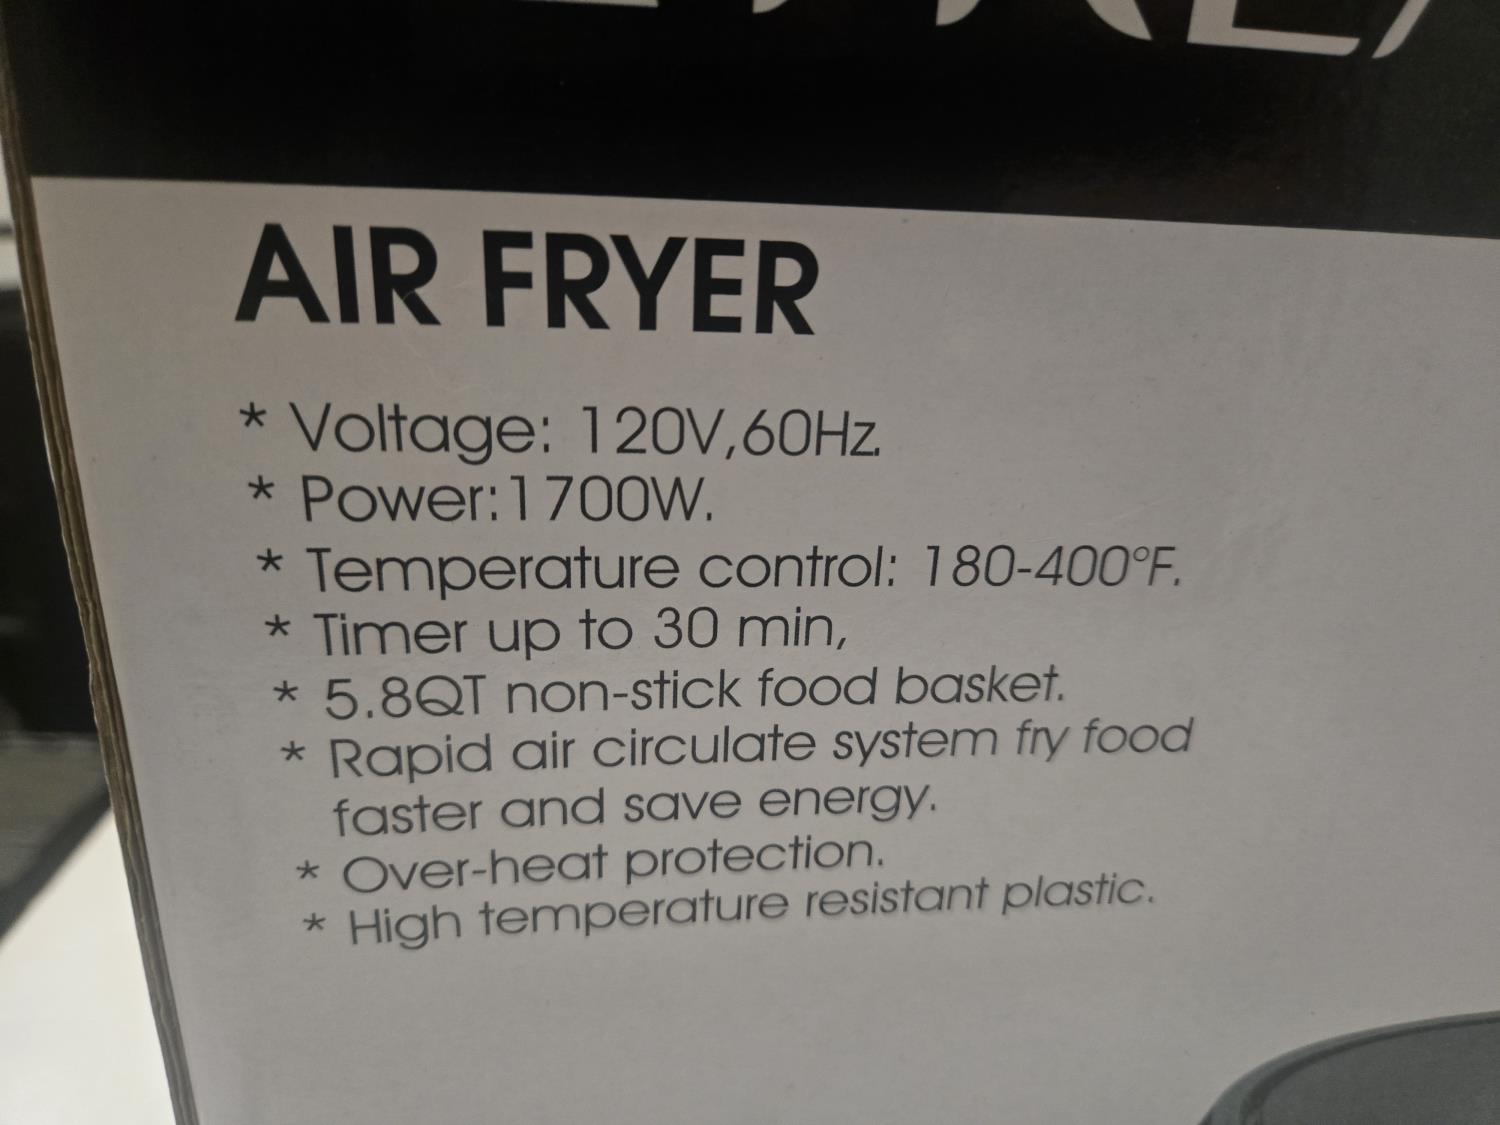 AIR FRYER
* Voltage: 120V,60Hz.
* Power:1700W.
* Temperature control: 180-400°F.
* Timer up to 30 min,
* 5.8QT non-stick food basket.
* Rapid air circulate system fry food
faster and save energy.
* Over-heat protection.
* High temperature resistant plastic.